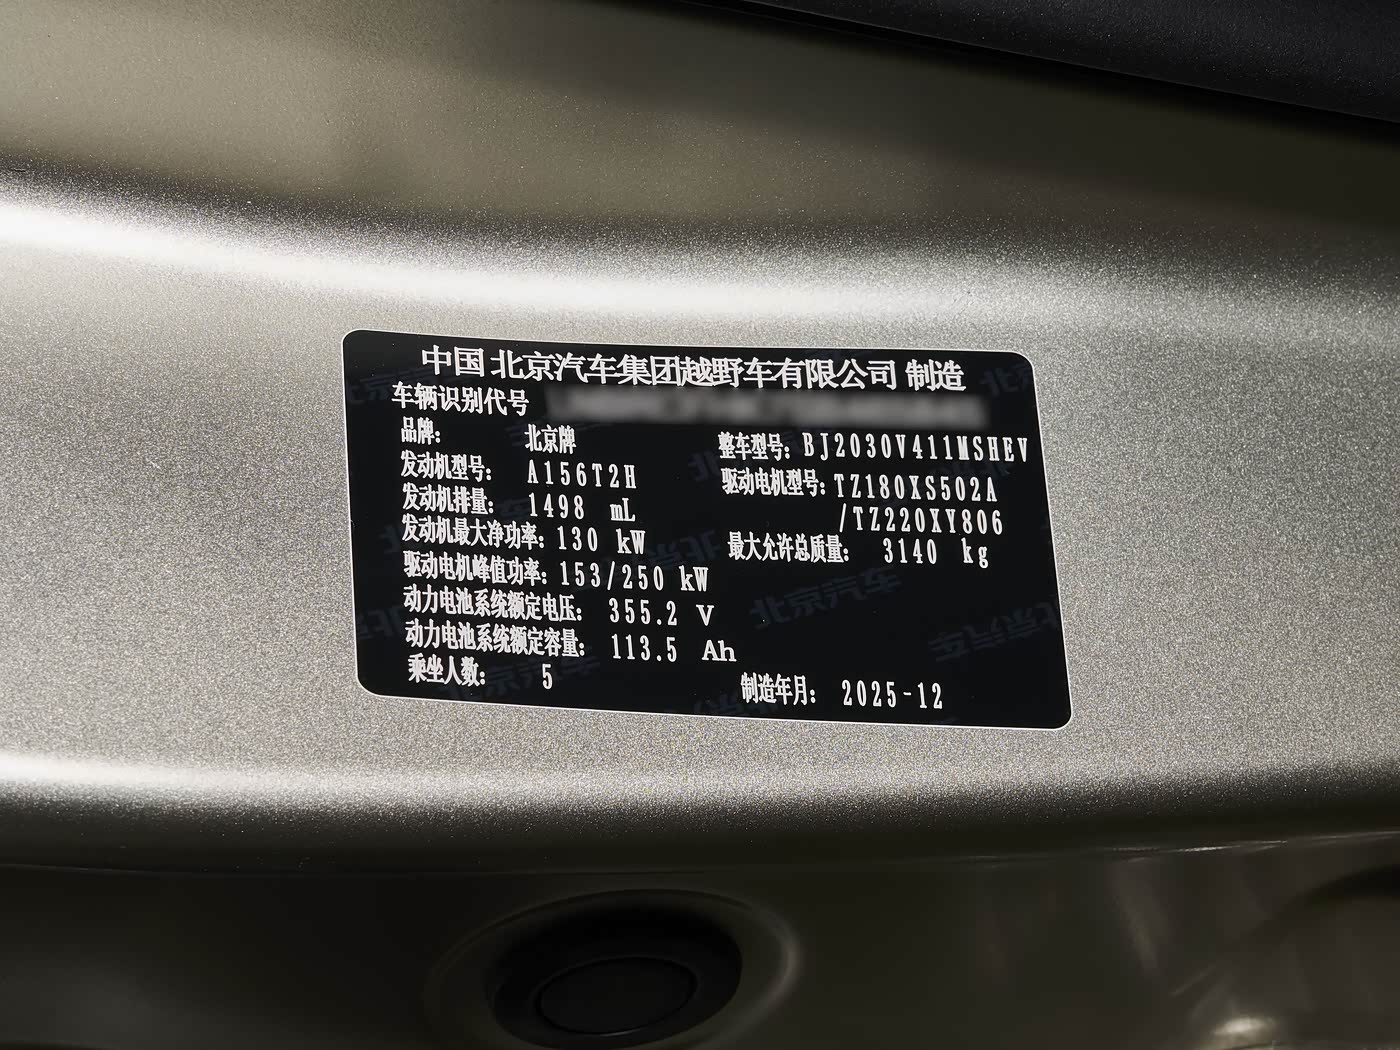 中国 北京汽车集团越野车有限公司 制造
车辆识别代号
品牌: 北京牌 整车型号: BJ2030V411MSHEV
发动机型号: A156T2H 驱动电机型号: TZ180XS502A
/TZ220XY806
发动机排量: 1498 mL
发动机最大净功率: 130 kW 最大允许总质量: 3140 kg
驱动电机峰值功率: 153/250 kW
动力电池系统额定电压: 355.2 V
动力电池系统额定容量: 113.5 Ah
乘坐人数: 5 制造年月: 2025-12
北京汽车